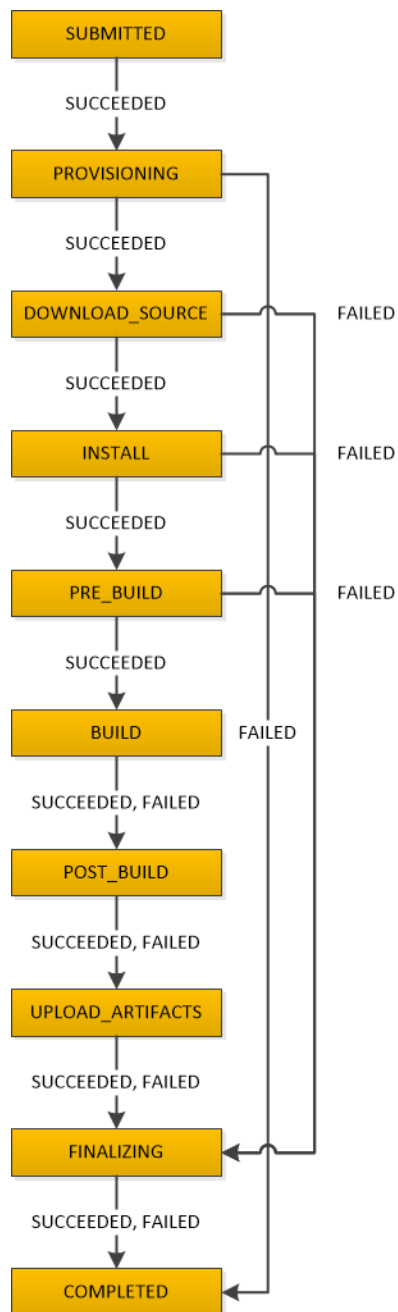 SUBMITTED
SUCCEEDED
PROVISIONING
SUCCEEDED
DOWNLOAD_SOURCE
FAILED
SUCCEEDED
INSTALL
FAILED
SUCCEEDED
PRE_BUILD
FAILED
SUCCEEDED
BUILD
FAILED
SUCCEEDED, FAILED
POST_BUILD
SUCCEEDED, FAILED
UPLOAD_ARTIFACTS
SUCCEEDED, FAILED
FINALIZING
SUCCEEDED, FAILED
COMPLETED